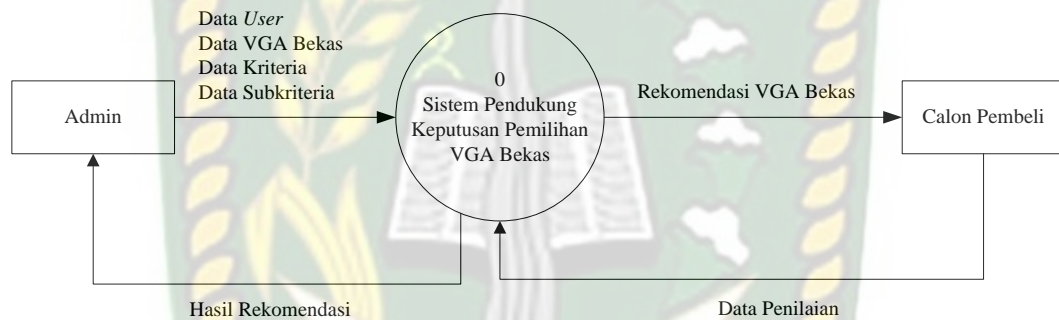 Data User
Data VGA Bekas
Data Kriteria
Data Subkriteria
Admin
0
Sistem Pendukung
Keputusan Pemilihan
VGA Bekas
Rekomendasi VGA Bekas
Calon Pembeli
Hasil Rekomendasi
Data Penilaian